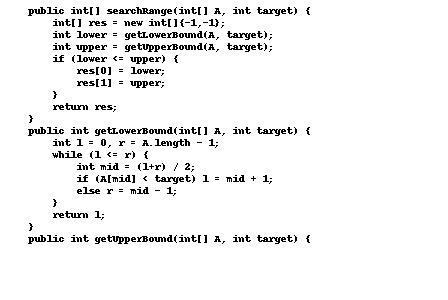 public int[] searchRange(int[] A, int target) {
    int[] res = new int[]{-1,-1};
    int lower = getLowerBound(A, target);
    int upper = getUpperBound(A, target);
    if (lower <= upper) {
        res[0] = lower;
        res[1] = upper;
    }
    return res;
}
public int getLowerBound(int[] A, int target) {
    int l = 0, r = A.length - 1;
    while (l <= r) {
        int mid = (l+r) / 2;
        if (A[mid] < target) l = mid + 1;
        else r = mid - 1;
    }
    return l;
}
public int getUpperBound(int[] A, int target) {